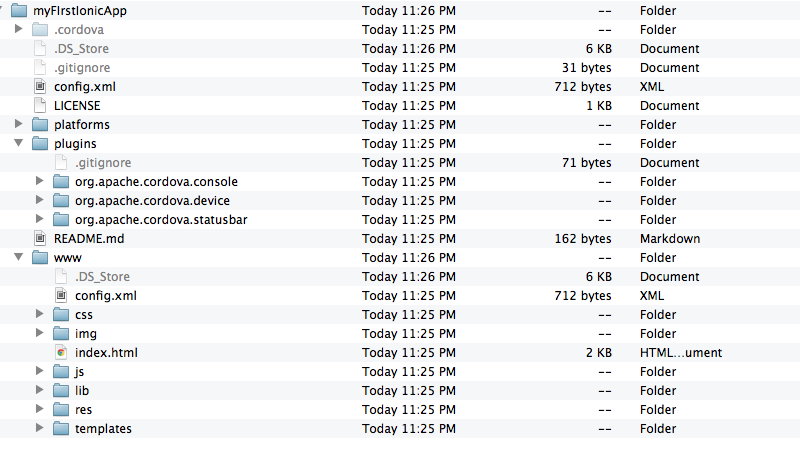 myFIrstIonicApp Today 11:26 PM -- Folder
.cordova Today 11:25 PM -- Folder
.DS_Store Today 11:26 PM 6 KB Document
.gitignore Today 11:25 PM 31 bytes Document
config.xml Today 11:25 PM 712 bytes XML
LICENSE Today 11:25 PM 1 KB Document
platforms Today 11:25 PM -- Folder
plugins Today 11:25 PM -- Folder
.gitignore Today 11:25 PM 71 bytes Document
org.apache.cordova.console Today 11:25 PM -- Folder
org.apache.cordova.device Today 11:25 PM -- Folder
org.apache.cordova.statusbar Today 11:25 PM -- Folder
README.md Today 11:25 PM 162 bytes Markdown
www Today 11:26 PM -- Folder
.DS_Store Today 11:26 PM 6 KB Document
config.xml Today 11:25 PM 712 bytes XML
css Today 11:25 PM -- Folder
img Today 11:25 PM -- Folder
index.html Today 11:25 PM 2 KB HTML...ument
js Today 11:25 PM -- Folder
lib Today 11:25 PM -- Folder
res Today 11:25 PM -- Folder
templates Today 11:25 PM -- Folder